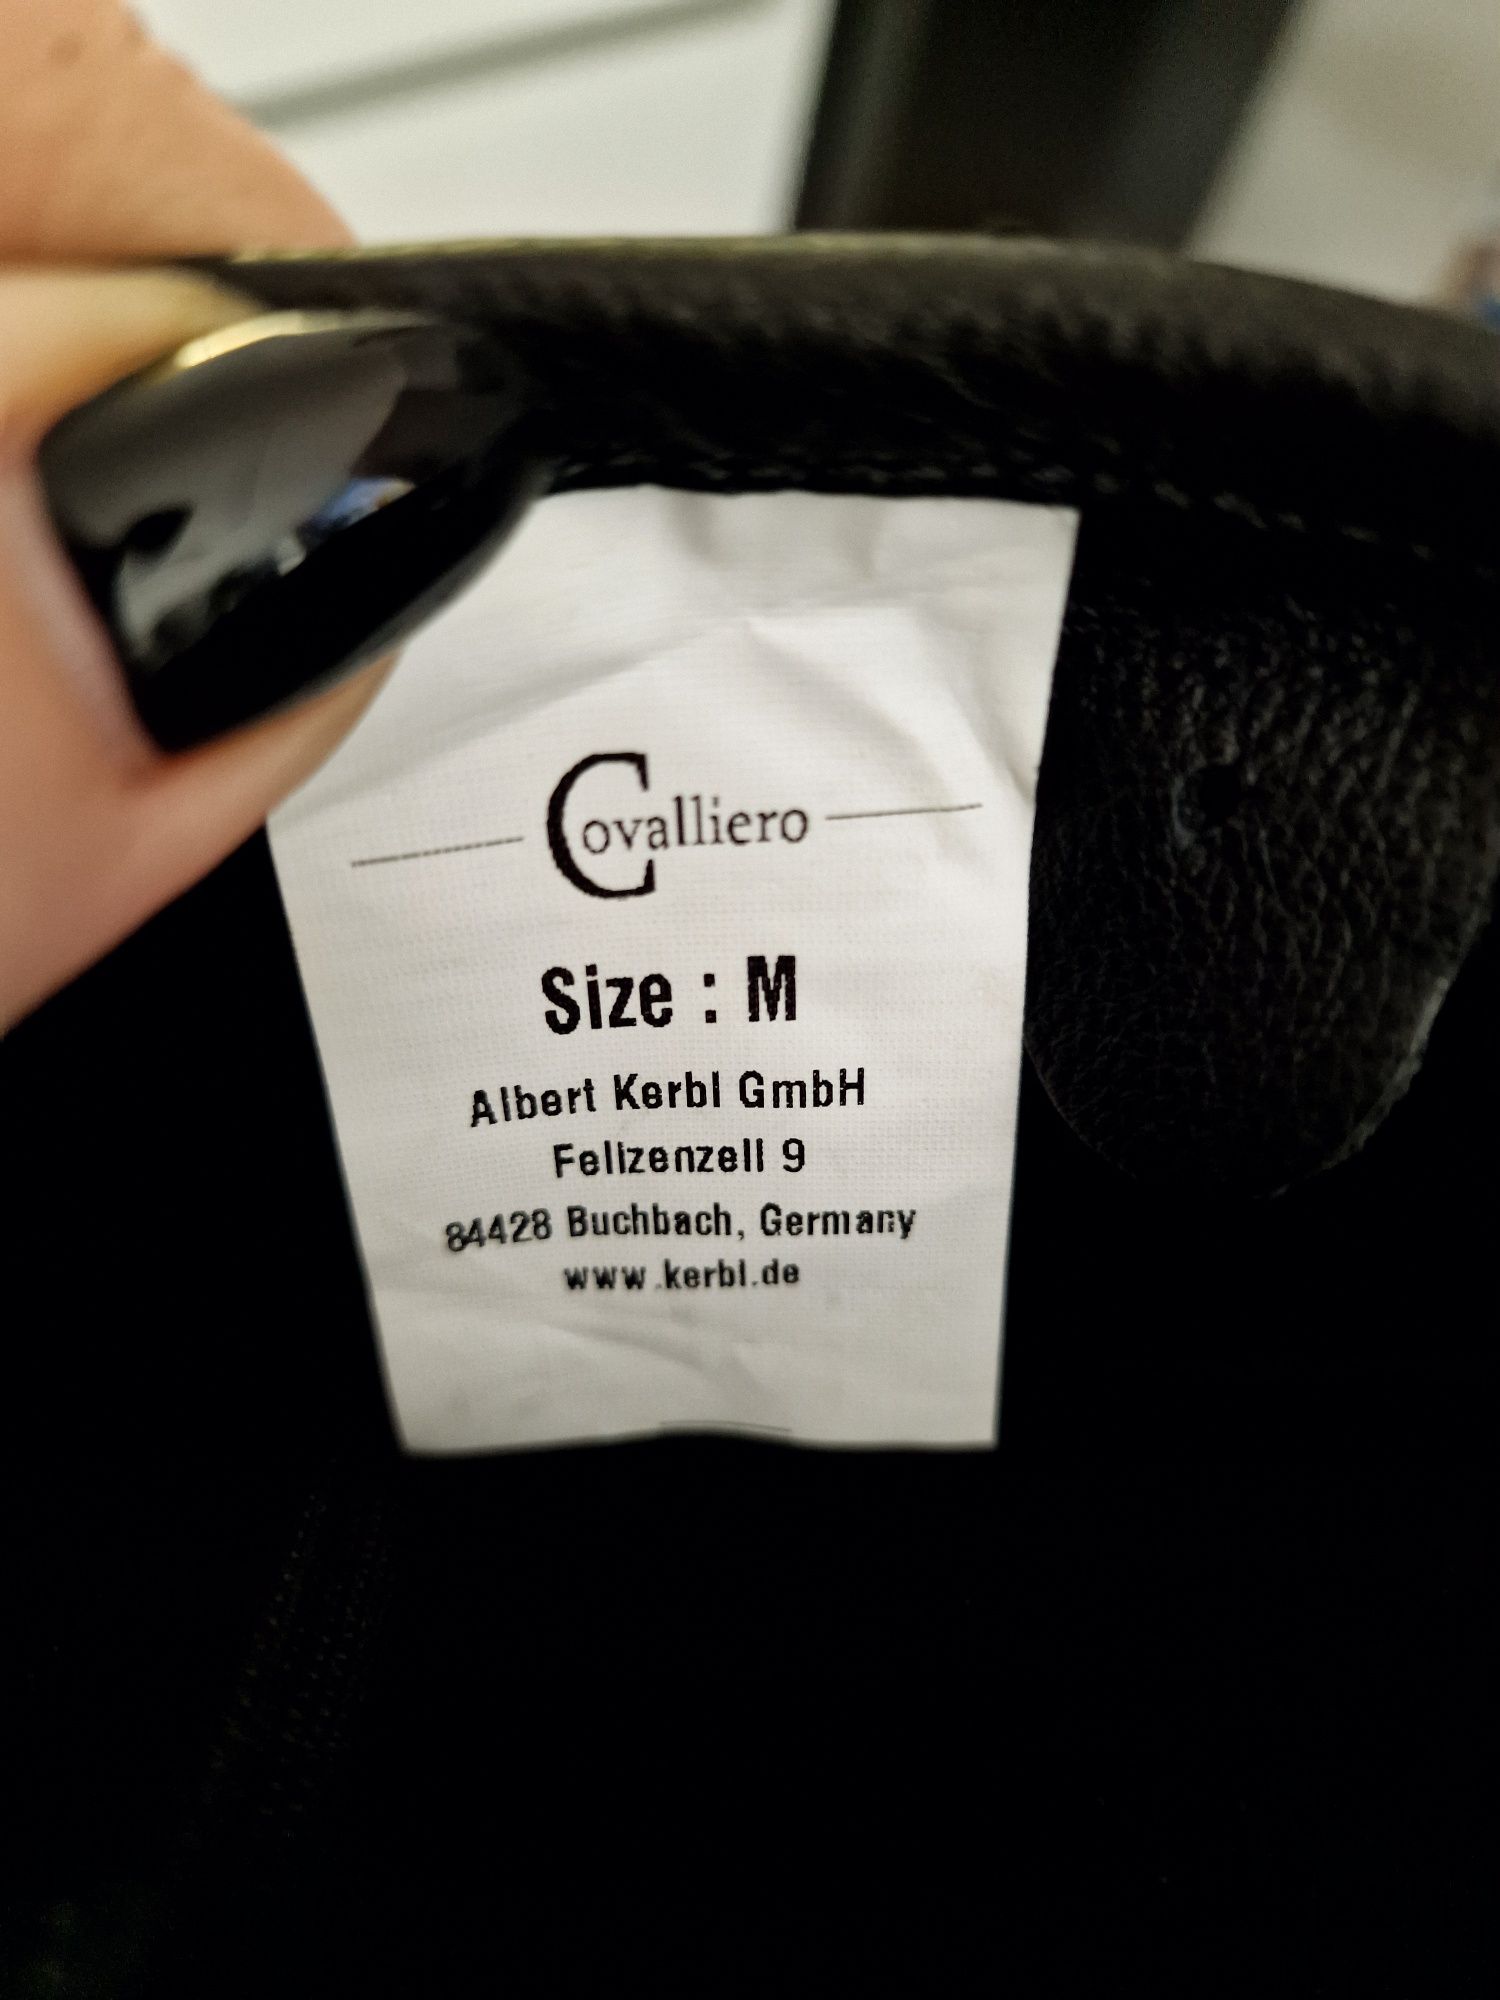 Covalliero
Size : M
Albert Kerbl GmbH
Felizenzell 9
84428 Buchbach, Germany
www.kerbl.de